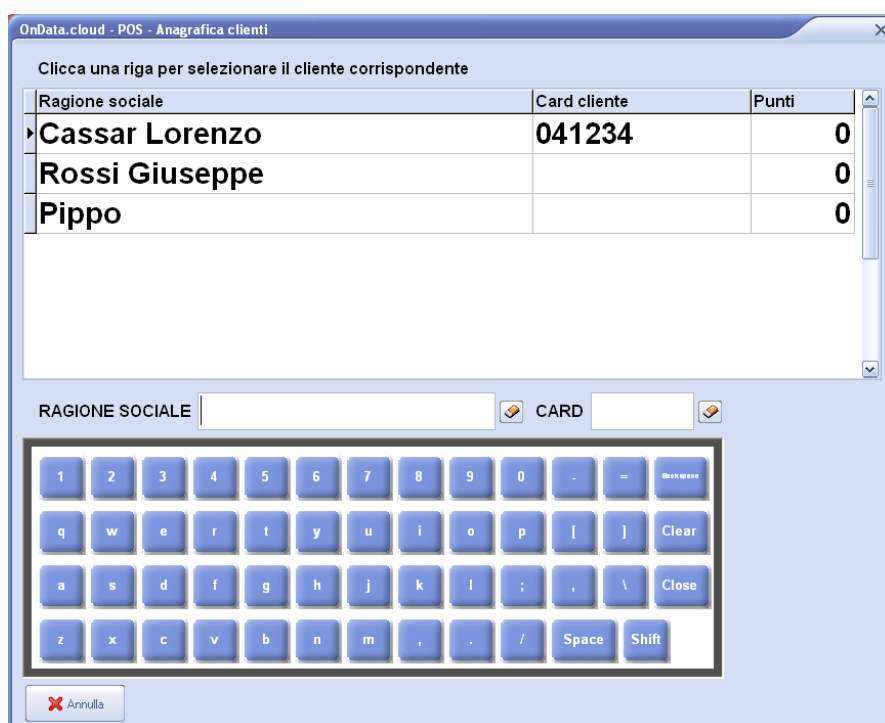 OnData.cloud - POS - Anagrafica clienti
Clicca una riga per selezionare il cliente corrispondente
Ragione sociale Card cliente Punti
Cassar Lorenzo 041234 0
Rossi Giuseppe 0
Pippo 0
RAGIONE SOCIALE CARD
1 2 3 4 5 6 7 8 9 0 - = Backspase
q w e r t y u i o p [ ] Clear
a s d f g h j k l ; , \ Close
z x c v b n m , . / Space Shift
Annulla